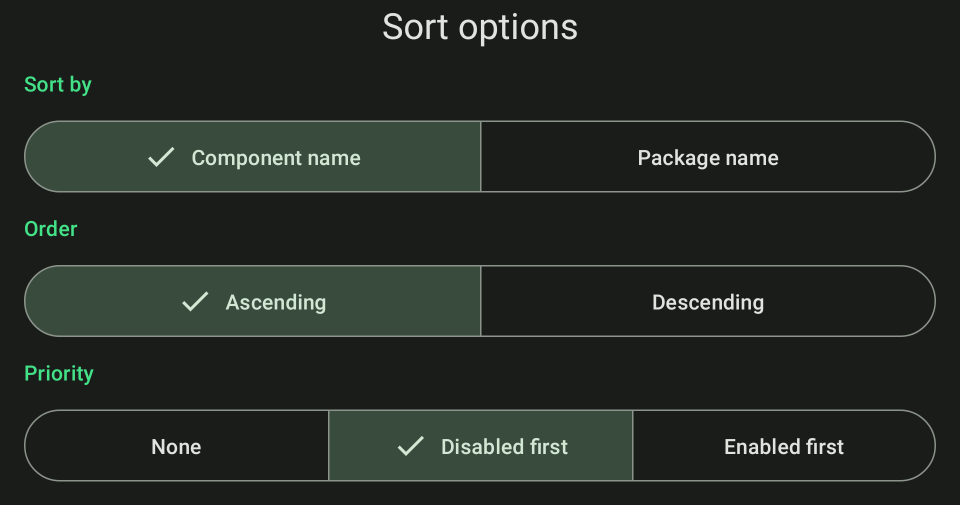 Sort options
Sort by
Component name
Package name
Order
Ascending
Descending
Priority
None
Disabled first
Enabled first